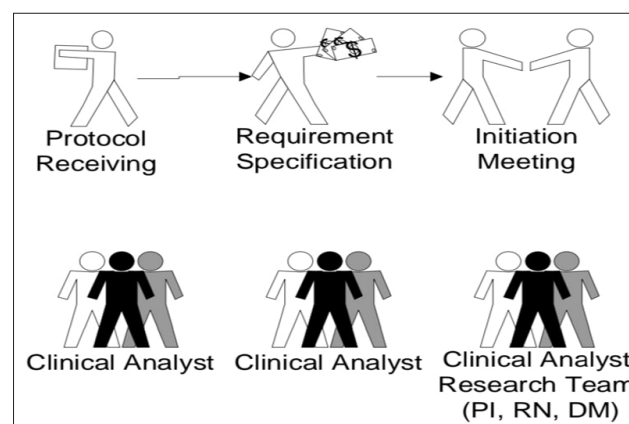 $
Protocol
Receiving
Requirement
Specification
Initiation
Meeting
Clinical Analyst
Clinical Analyst
Clinical Analyst
Research Team
(PI, RN, DM)